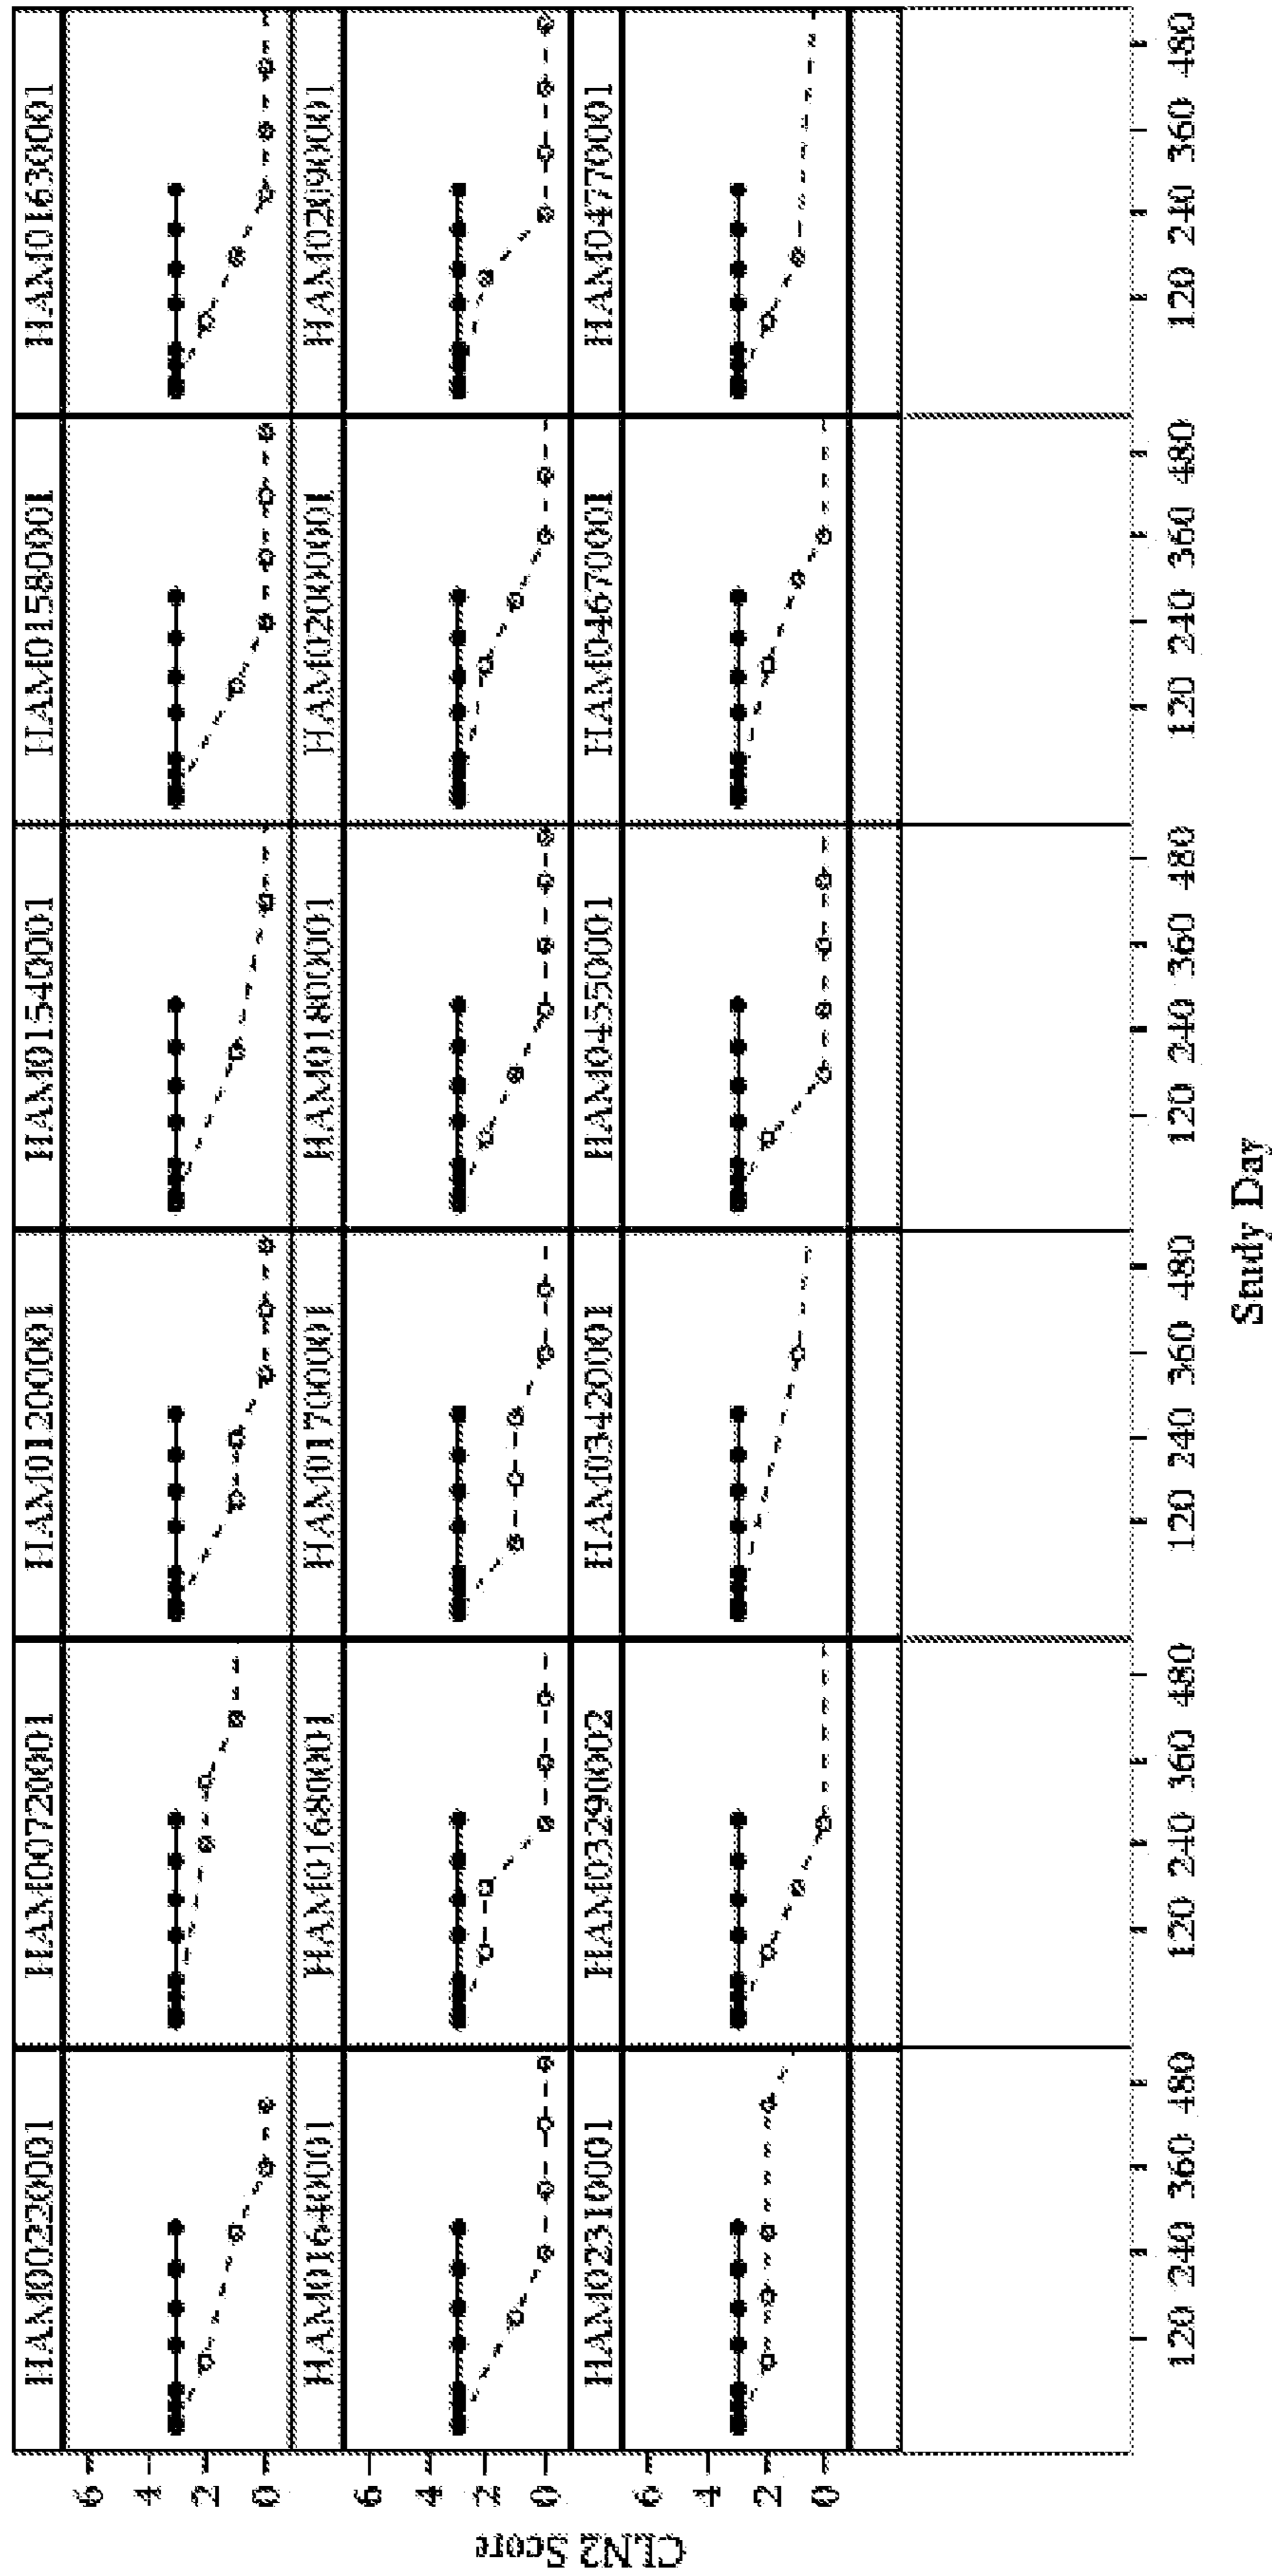 HAM00220001 HAM00720001 HAM01200001 HAM01540001 HAM01580001 HAM01630001
6
4
2
0
HAM01640001 HAM01680001 HAM01700001 HAM01800001 HAM02000001 HAM02090001
6
4
2
0
HAM02310001 HAM03290002 HAM03420001 HAM04550001 HAM04670001 HAM04770001
6
4
2
0
CLN2 Score
120 240 360 480 120 240 360 480 120 240 360 480 120 240 360 480 120 240 360 480 120 240 360 480
Study Day